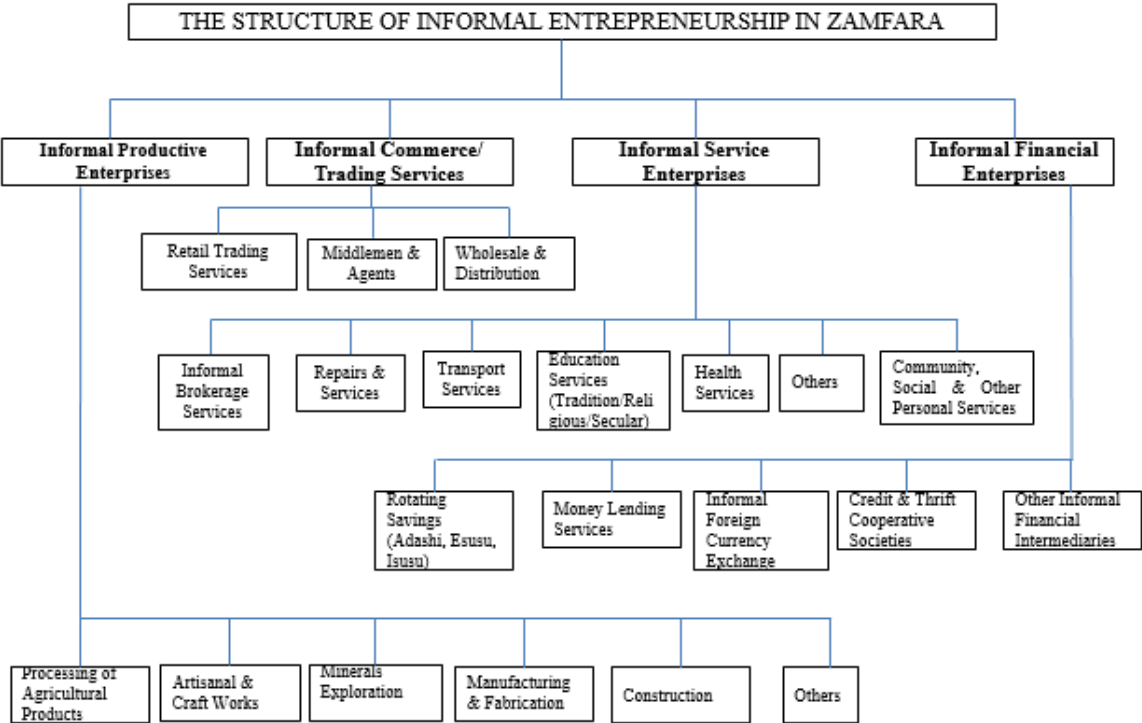 THE STRUCTURE OF INFORMAL ENTREPRENEURSHIP IN ZAMFARA
Informal Productive
Enterprises
Informal Commerce/
Trading Services
Informal Service
Enterprises
Informal Financial
Enterprises
Retail Trading
Services
Middlemen &
Agents
Wholesale &
Distribution
Informal
Brokerage
Services
Repairs &
Services
Transport
Services
Education
Services
(Tradition/Reli
gious/Secular)
Health
Services
Others
Community,
Social & Other
Personal Services
Rotating
Savings
(Adashi, Esusu,
Isusu)
Money Lending
Services
Informal
Foreign
Currency
Exchange
Credit & Thrift
Cooperative
Societies
Other Informal
Financial
Intermediaries
Processing of
Agricultural
Products
Artisanal &
Craft Works
Minerals
Exploration
Manufacturing
& Fabrication
Construction
Others